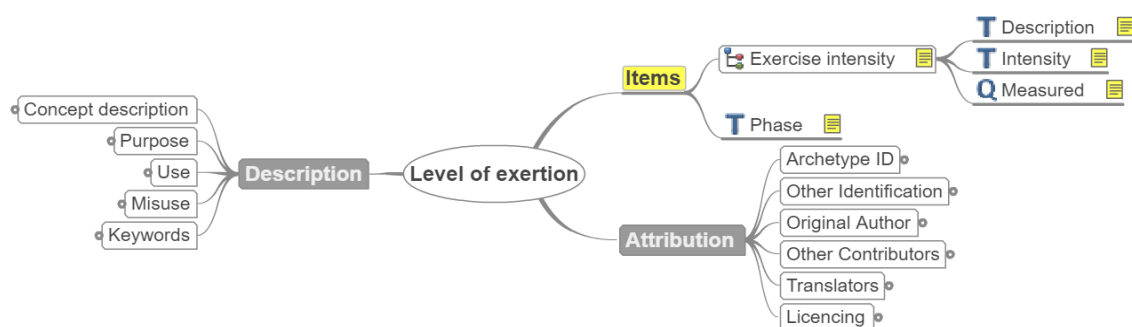 Concept description
Purpose
Use
Misuse
Keywords
Description
Level of exertion
Items
Exercise intensity
T Description
T Intensity
Q Measured
T Phase
Attribution
Archetype ID
Other Identification
Original Author
Other Contributors
Translators
Licencing